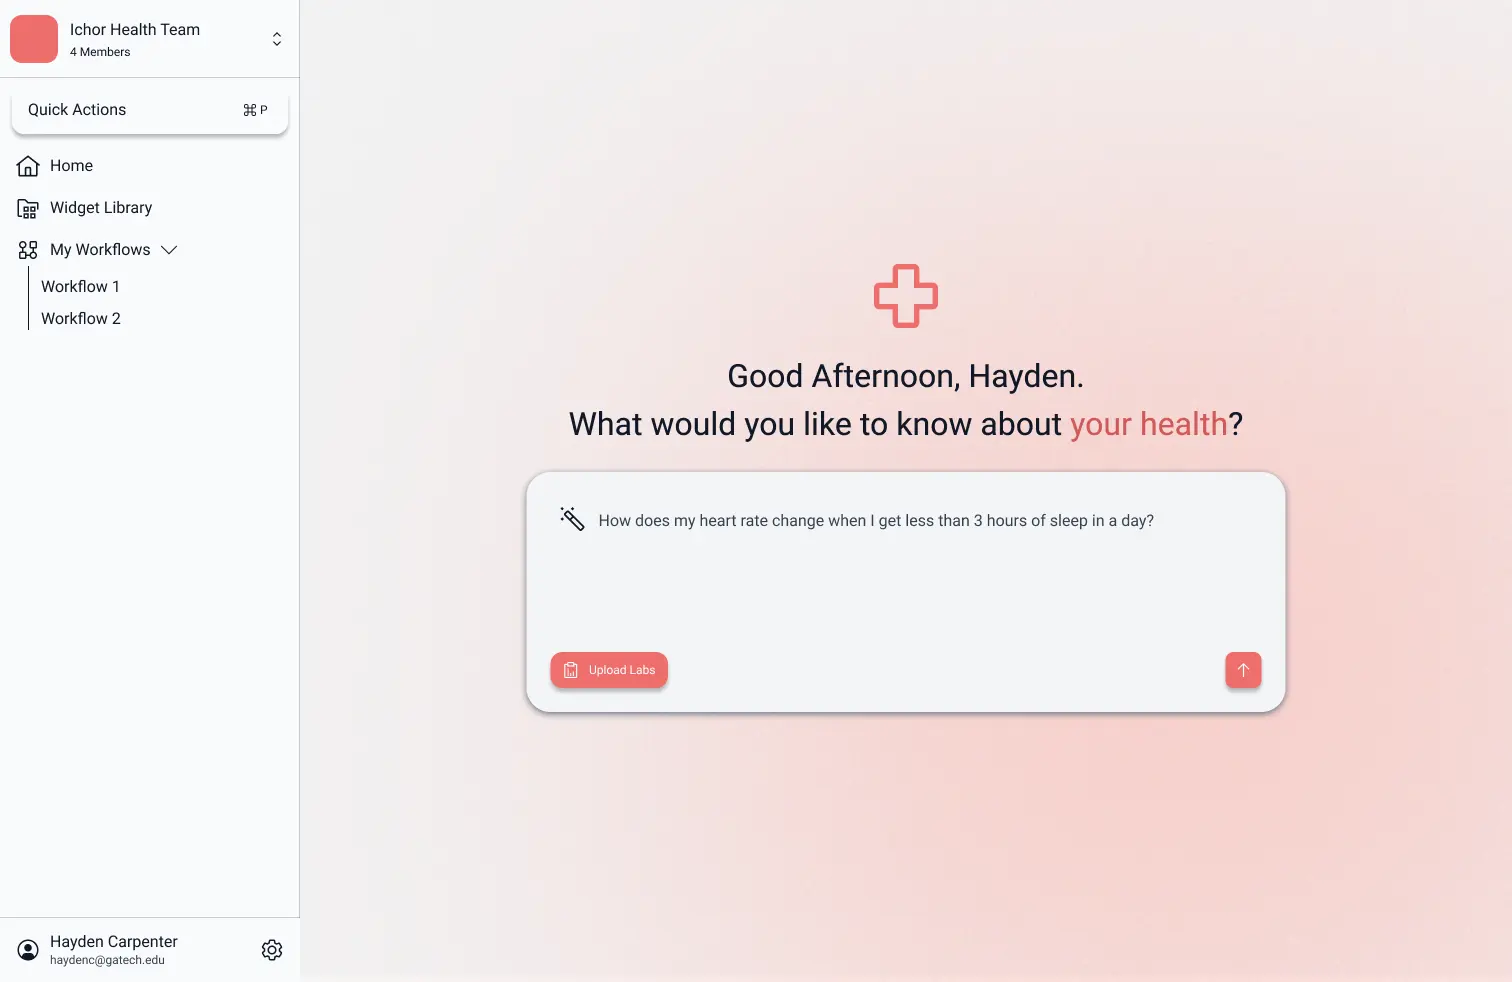 Ichor Health Team
4 Members
Quick Actions ⌘ P
Home
Widget Library
My Workflows
Workflow 1
Workflow 2
Good Afternoon, Hayden.
What would you like to know about your health?
How does my heart rate change when I get less than 3 hours of sleep in a day?
Upload Labs
Hayden Carpenter
haydenc@gatech.edu